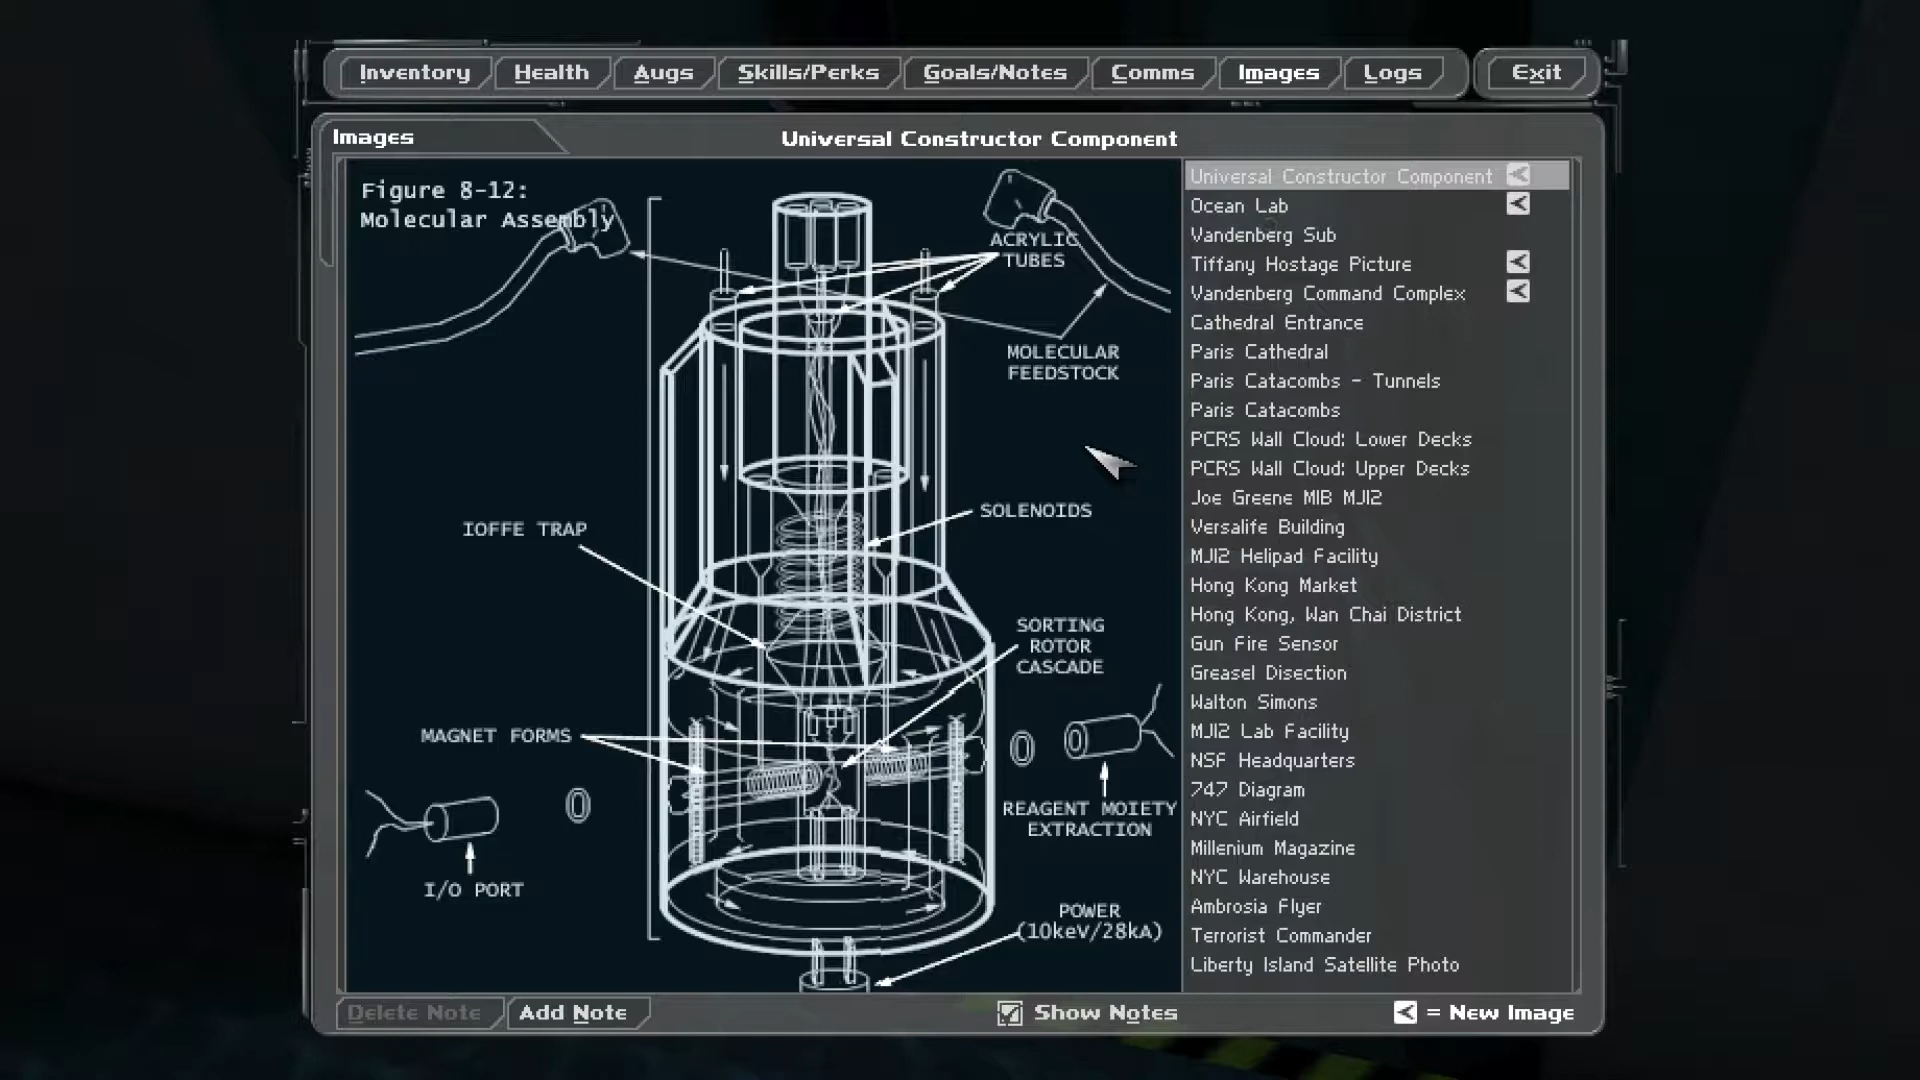 Inventory Health Augs Skills/Perks Goals/Notes Comms Images Logs Exit
Images
Universal Constructor Component
Figure 8-12:
Molecular Assembly
ACRYLIC
TUBES
MOLECULAR
FEEDSTOCK
SOLENOIDS
IOFFE TRAP
SORTING
ROTOR
CASCADE
MAGNET FORMS
REAGENT MOIETY
EXTRACTION
I/O PORT
POWER
(10keV/28kA)
Universal Constructor Component
Ocean Lab
Vandenberg Sub
Tiffany Hostage Picture
Vandenberg Command Complex
Cathedral Entrance
Paris Cathedral
Paris Catacombs - Tunnels
Paris Catacombs
PCRS Wall Cloud: Lower Decks
PCRS Wall Cloud: Upper Decks
Joe Greene MIB MJ12
Versalife Building
MJ12 Helipad Facility
Hong Kong Market
Hong Kong, Wan Chai District
Gun Fire Sensor
Greasel Disection
Walton Simons
MJ12 Lab Facility
NSF Headquarters
747 Diagram
NYC Airfield
Millenium Magazine
NYC Warehouse
Ambrosia Flyer
Terrorist Commander
Liberty Island Satellite Photo
Delete Note Add Note Show Notes = New Image